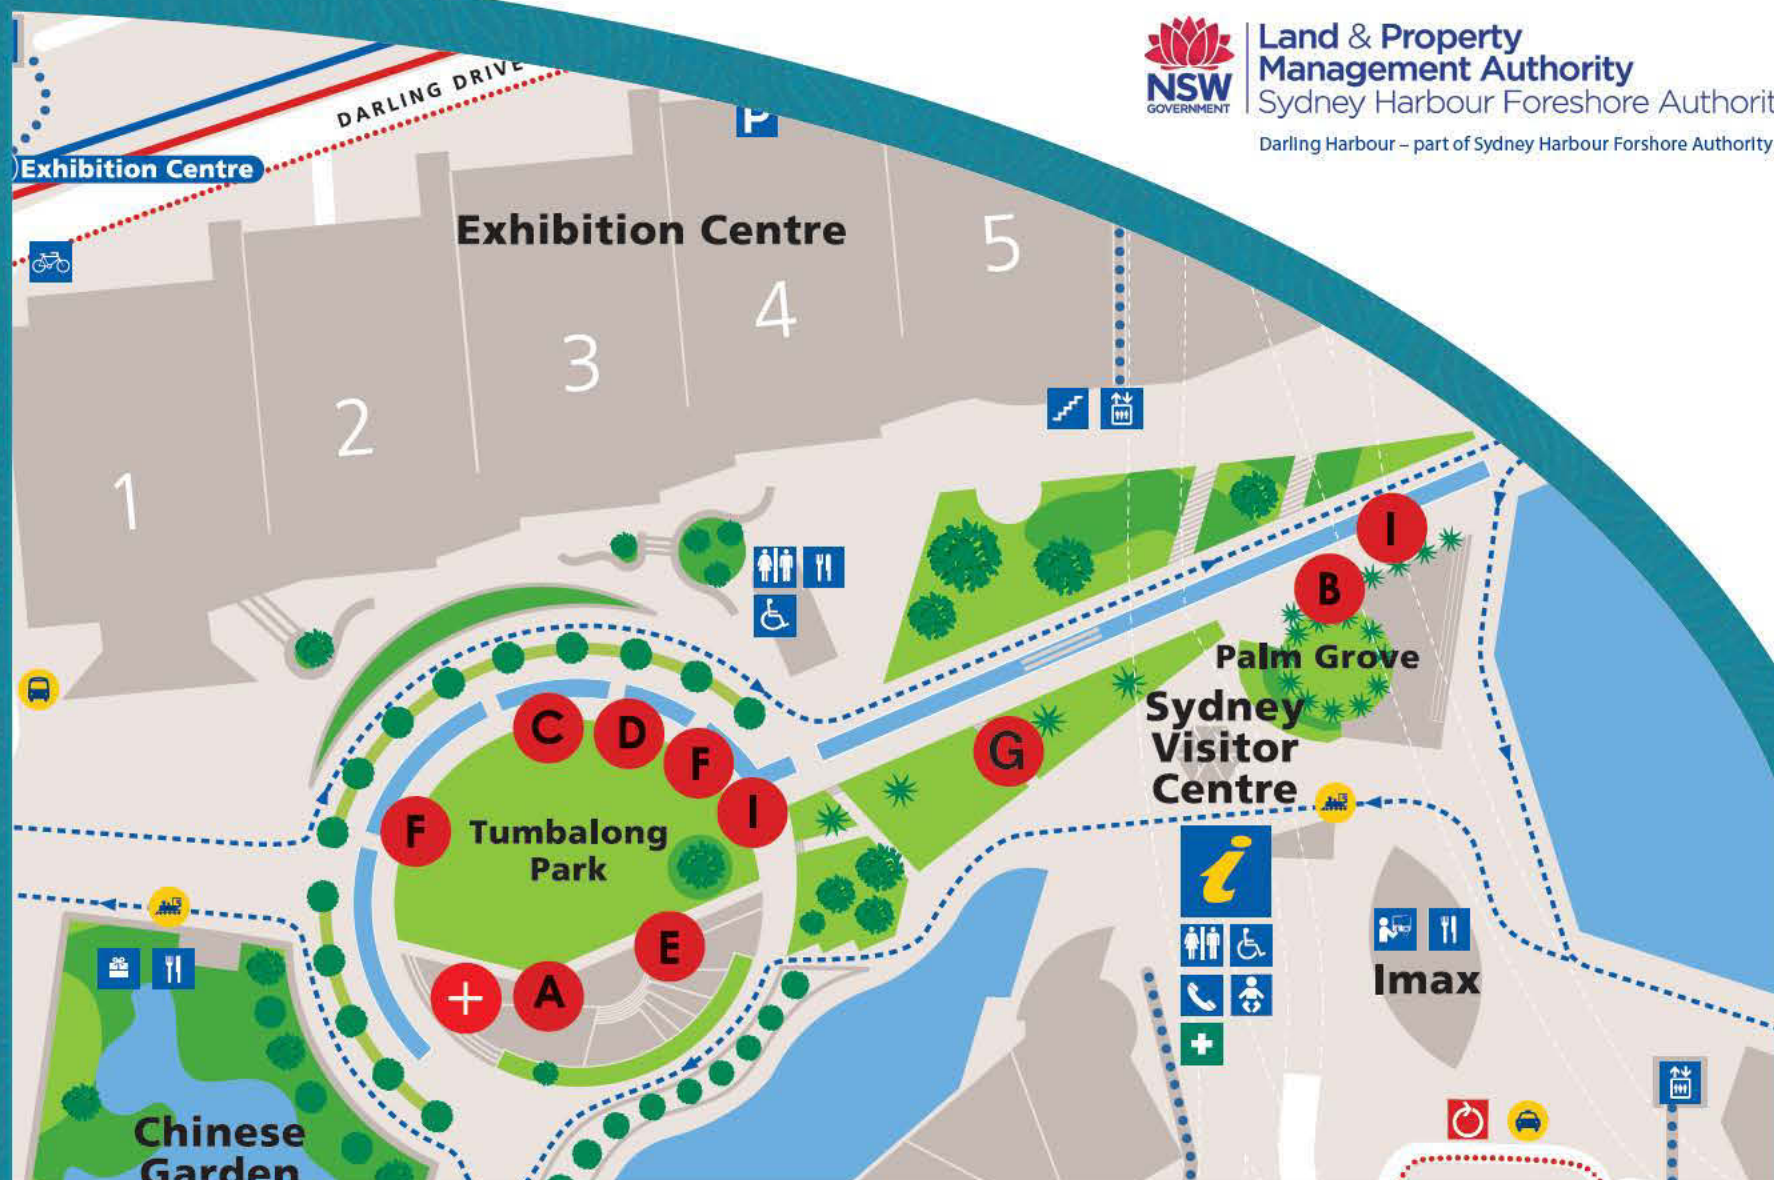 Land & Property
Management Authority
Sydney Harbour Foreshore Authorit
NSW
GOVERNMENT
Darling Harbour – part of Sydney Harbour Forshore Authority
DARLING DRIVE
P
Exhibition Centre
Exhibition Centre
5
4
3
2
1
I
B
Palm Grove
Sydney
Visitor
Centre
C
D
F
G
I
F
Tumbalong
Park
i
E
A
Imax
Chinese
Garden